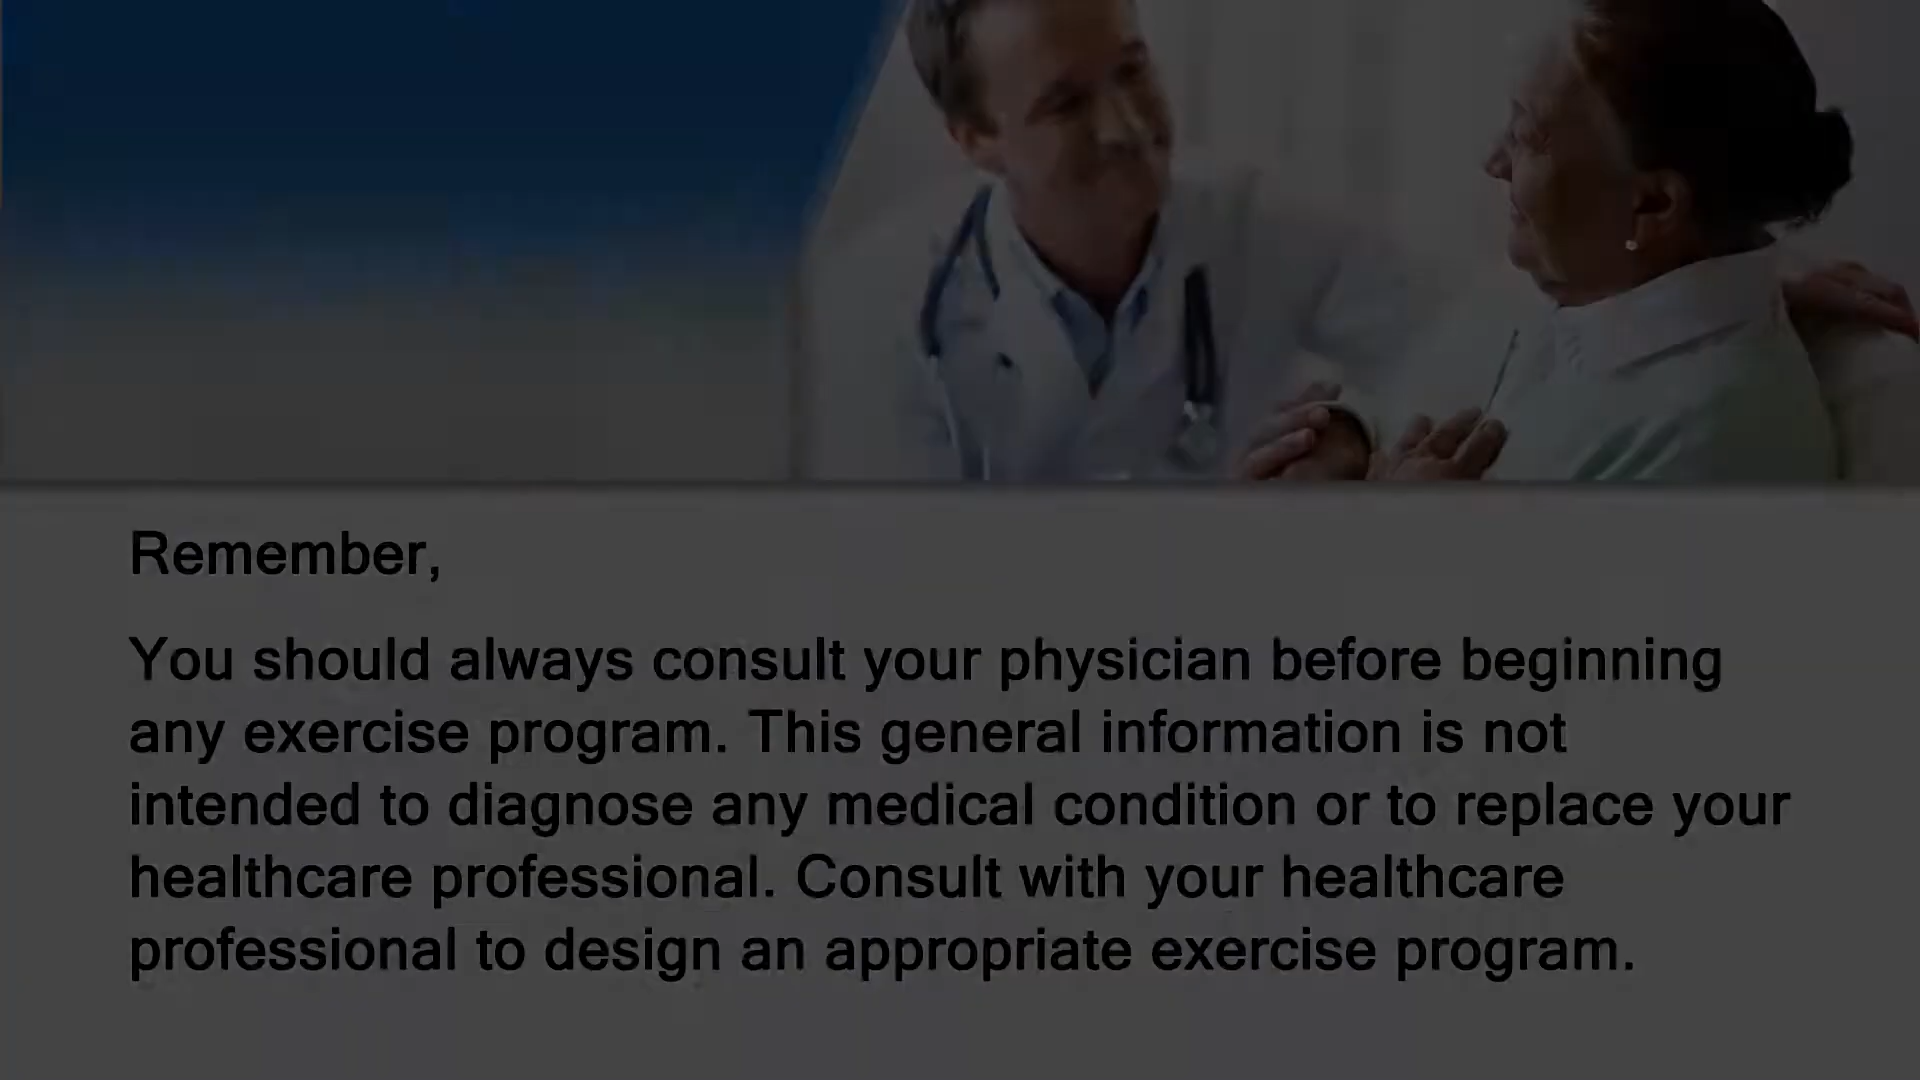 Remember,
You should always consult your physician before beginning
any exercise program. This general information is not
intended to diagnose any medical condition or to replace your
healthcare professional. Consult with your healthcare
professional to design an appropriate exercise program.